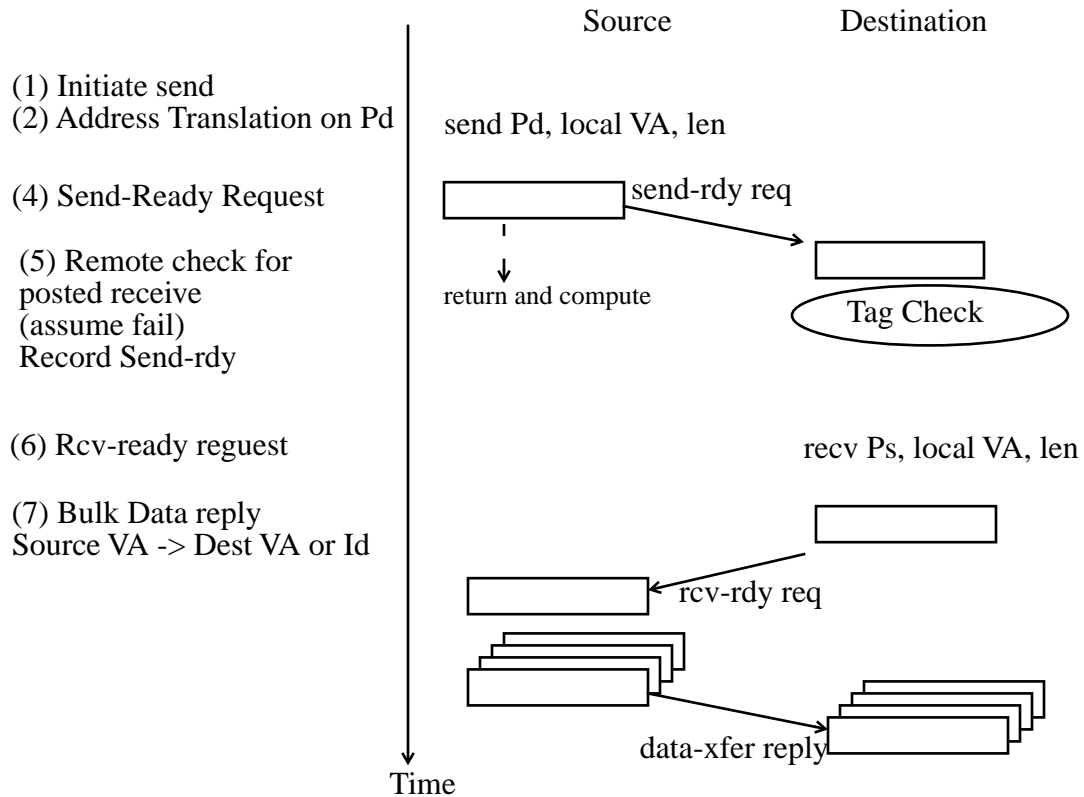 Source
Destination
(1) Initiate send
(2) Address Translation on Pd
send Pd, local VA, len
(4) Send-Ready Request
send-rdy req
(5) Remote check for
posted receive
(assume fail)
Record Send-rdy
return and compute
Tag Check
(6) Rcv-ready reguest
recv Ps, local VA, len
(7) Bulk Data reply
Source VA -> Dest VA or Id
rcv-rdy req
data-xfer reply
Time